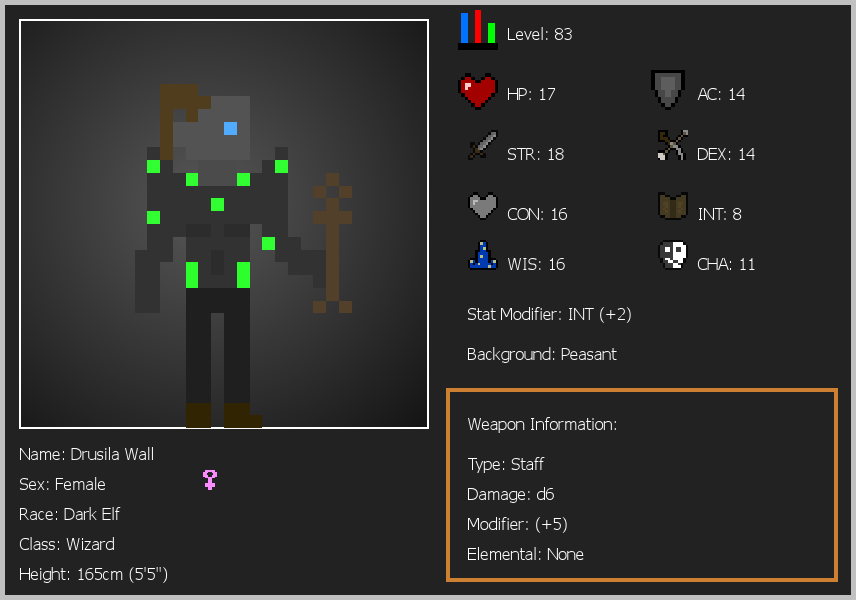 Level: 83
HP: 17
AC: 14
STR: 18
DEX: 14
CON: 16
INT: 8
WIS: 16
CHA: 11
Stat Modifier: INT (+2)
Background: Peasant
Weapon Information:
Type: Staff
Damage: d6
Modifier: (+5)
Elemental: None
Name: Drusila Wall
Sex: Female
Race: Dark Elf
Class: Wizard
Height: 165cm (5'5")